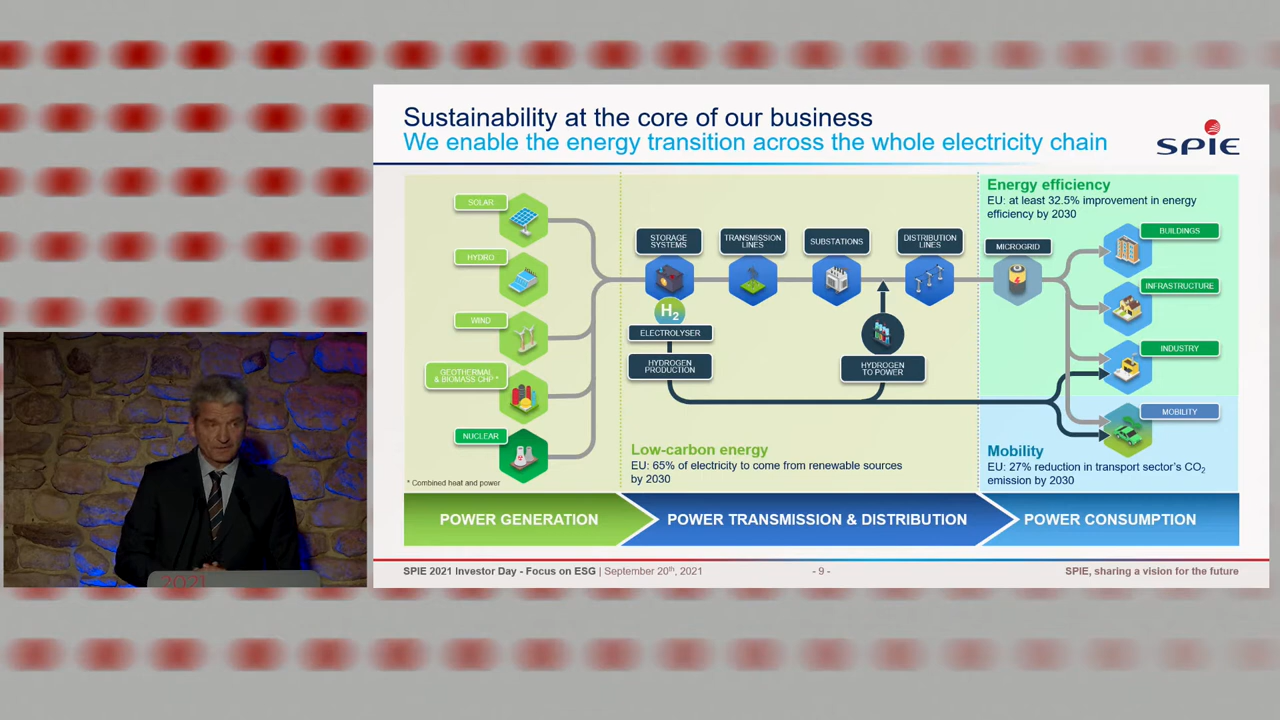 Sustainability at the core of our business
We enable the energy transition across the whole electricity chain
SPIE
SOLAR
HYDRO
WIND
GEOTHERMAL
& BIOMASS CHP *
NUCLEAR
* Combined heat and power
STORAGE
SYSTEMS
TRANSMISSION
LINES
SUBSTATIONS
DISTRIBUTION
LINES
H2
ELECTROLYSER
HYDROGEN
PRODUCTION
HYDROGEN
TO POWER
Low-carbon energy
EU: 65% of electricity to come from renewable sources
by 2030
Energy efficiency
EU: at least 32.5% improvement in energy
efficiency by 2030
MICROGRID
BUILDINGS
INFRASTRUCTURE
INDUSTRY
MOBILITY
Mobility
EU: 27% reduction in transport sector's CO2
emission by 2030
POWER GENERATION
POWER TRANSMISSION & DISTRIBUTION
POWER CONSUMPTION
SPIE 2021 Investor Day - Focus on ESG | September 20th, 2021
- 9 -
SPIE, sharing a vision for the future
2021